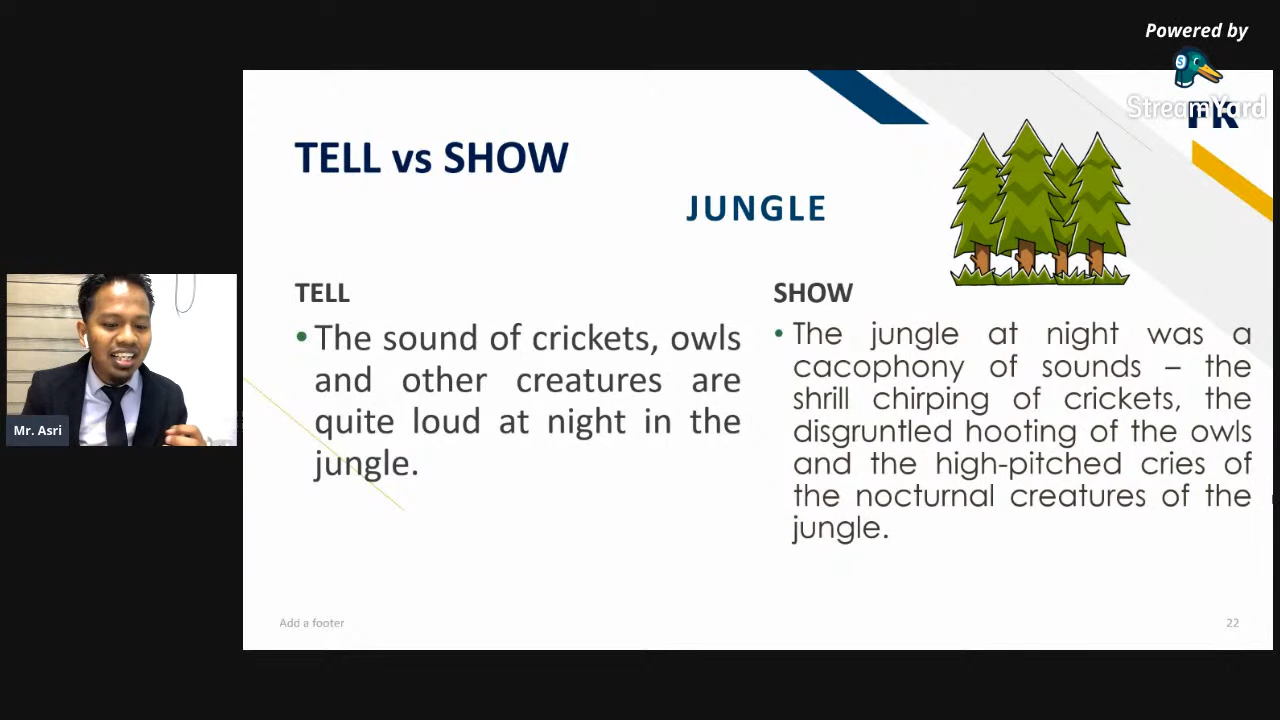 Powered by
StreamYard
TELL vs SHOW
JUNGLE
TELL
• The sound of crickets, owls
and other creatures are
quite loud at night in the
jungle.
SHOW
• The jungle at night was a
cacophony of sounds – the
shrill chirping of crickets, the
disgruntled hooting of the owls
and the high-pitched cries of
the nocturnal creatures of the
jungle.
Mr. Asri
Add a footer
22